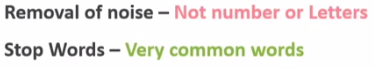 Removal of noise – Not number or Letters
Stop Words – Very common words